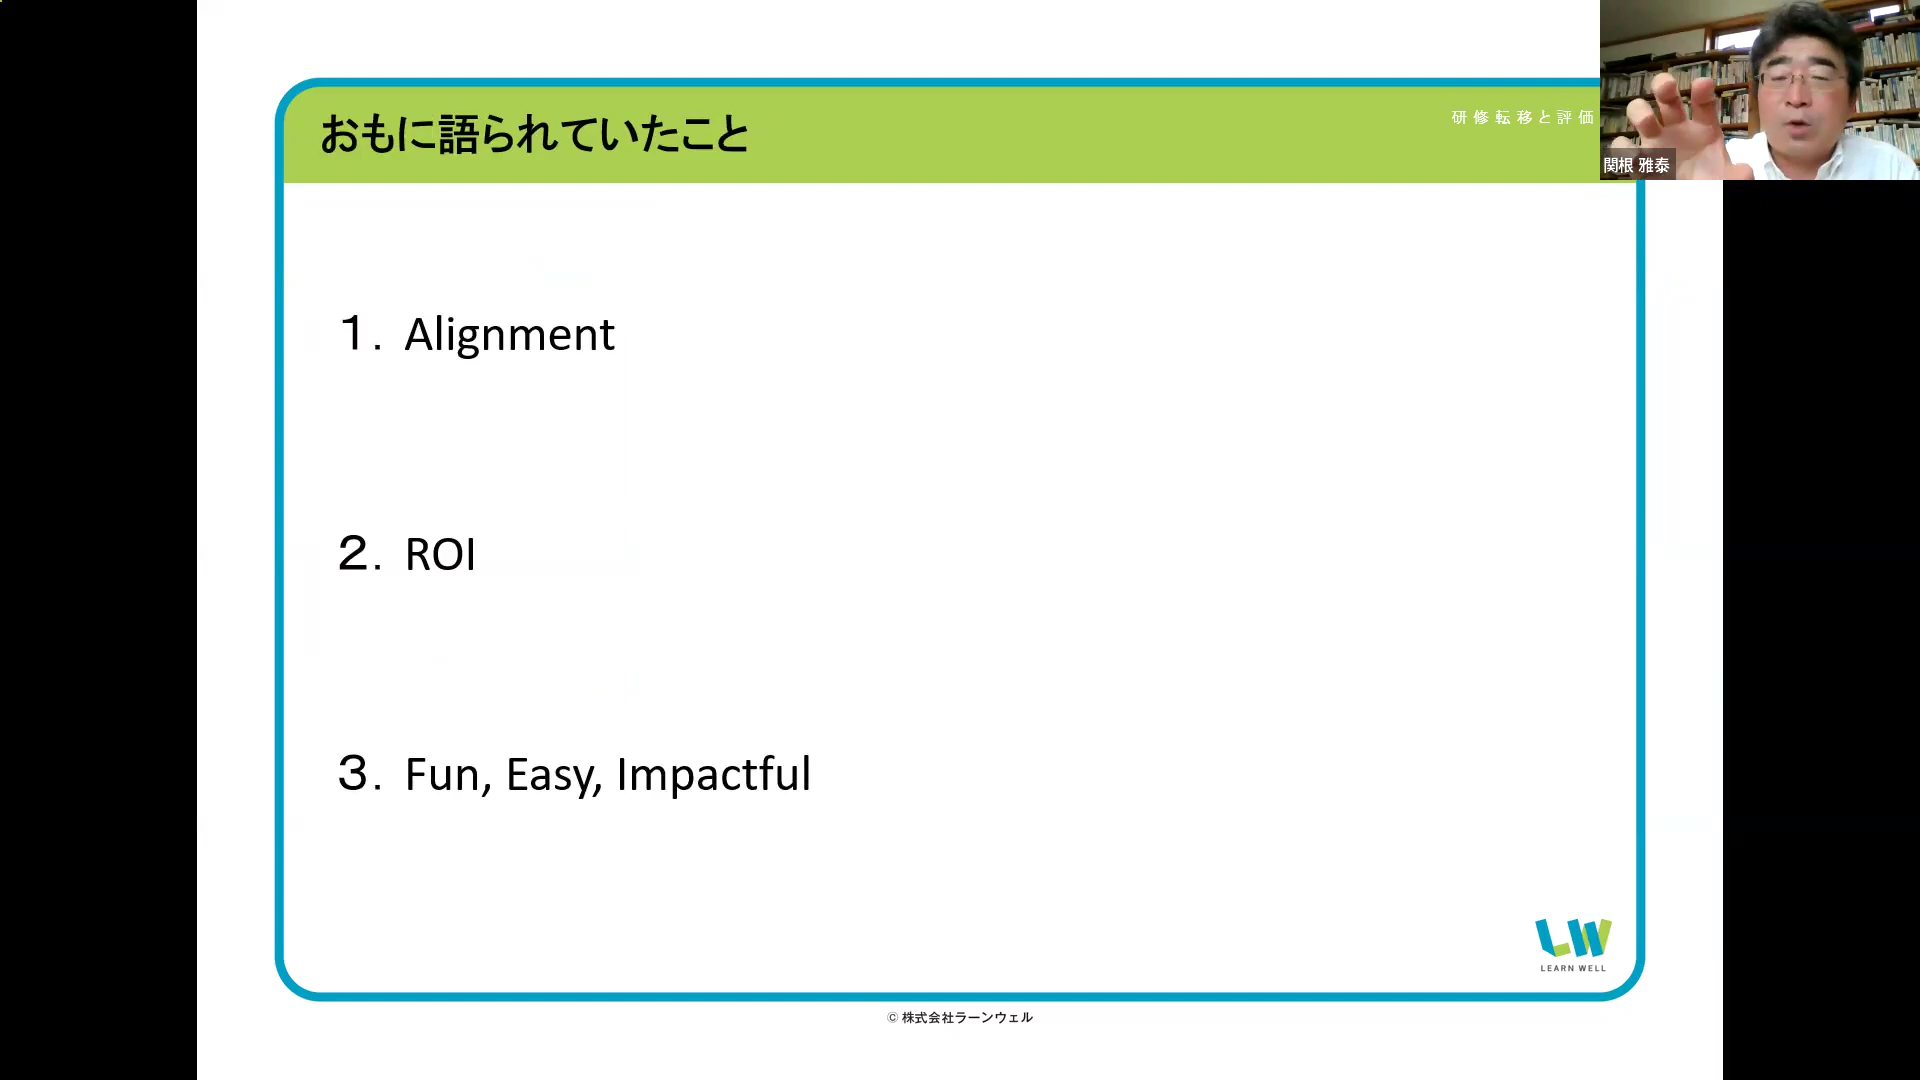 おもに語られていたこと
研修転移と評価
関根 雅泰
１．Alignment
２．ROI
３．Fun, Easy, Impactful
LW
LEARN WELL
© 株式会社ラーンウェル